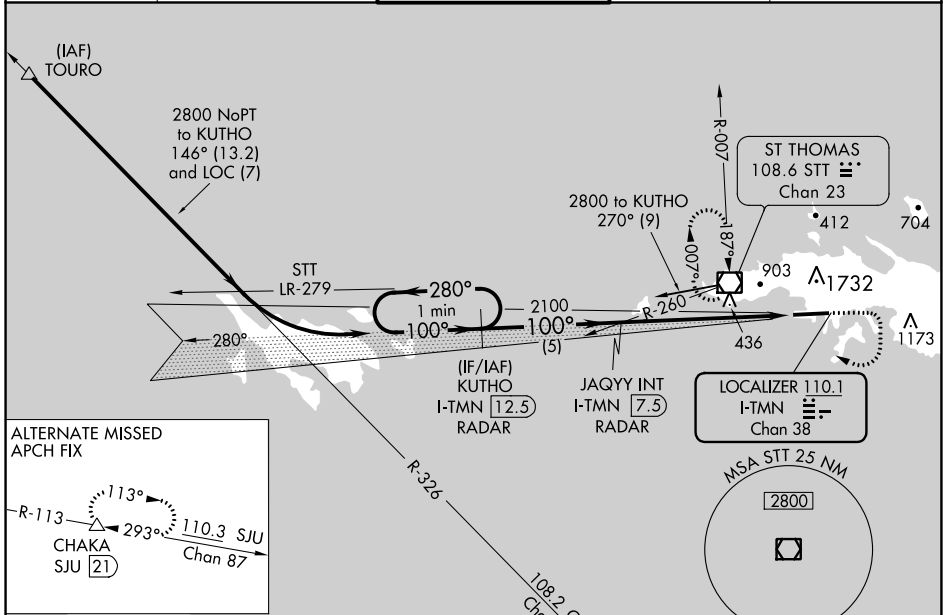 (IAF)
TOURO
2800 NoPT
to KUTHO
146° (13.2)
and LOC (7)
R-007
ST THOMAS
108.6 STT
Chan 23
2800 to KUTHO
270° (9)
187°
007°
412
704
903
1732
STT
LR-279
280°
1 min
100°
2100
100°
(5)
R-260
436
1173
280°
(IF/IAF)
KUTHO
I-TMN 12.5
RADAR
JAQYY INT
I-TMN 7.5
RADAR
LOCALIZER 110.1
I-TMN
Chan 38
ALTERNATE MISSED
APCH FIX
R-113
113°
293°
110.3 SJU
Chan 87
CHAKA
SJU 21
R-326
108.2
MSA STT 25 NM
2800